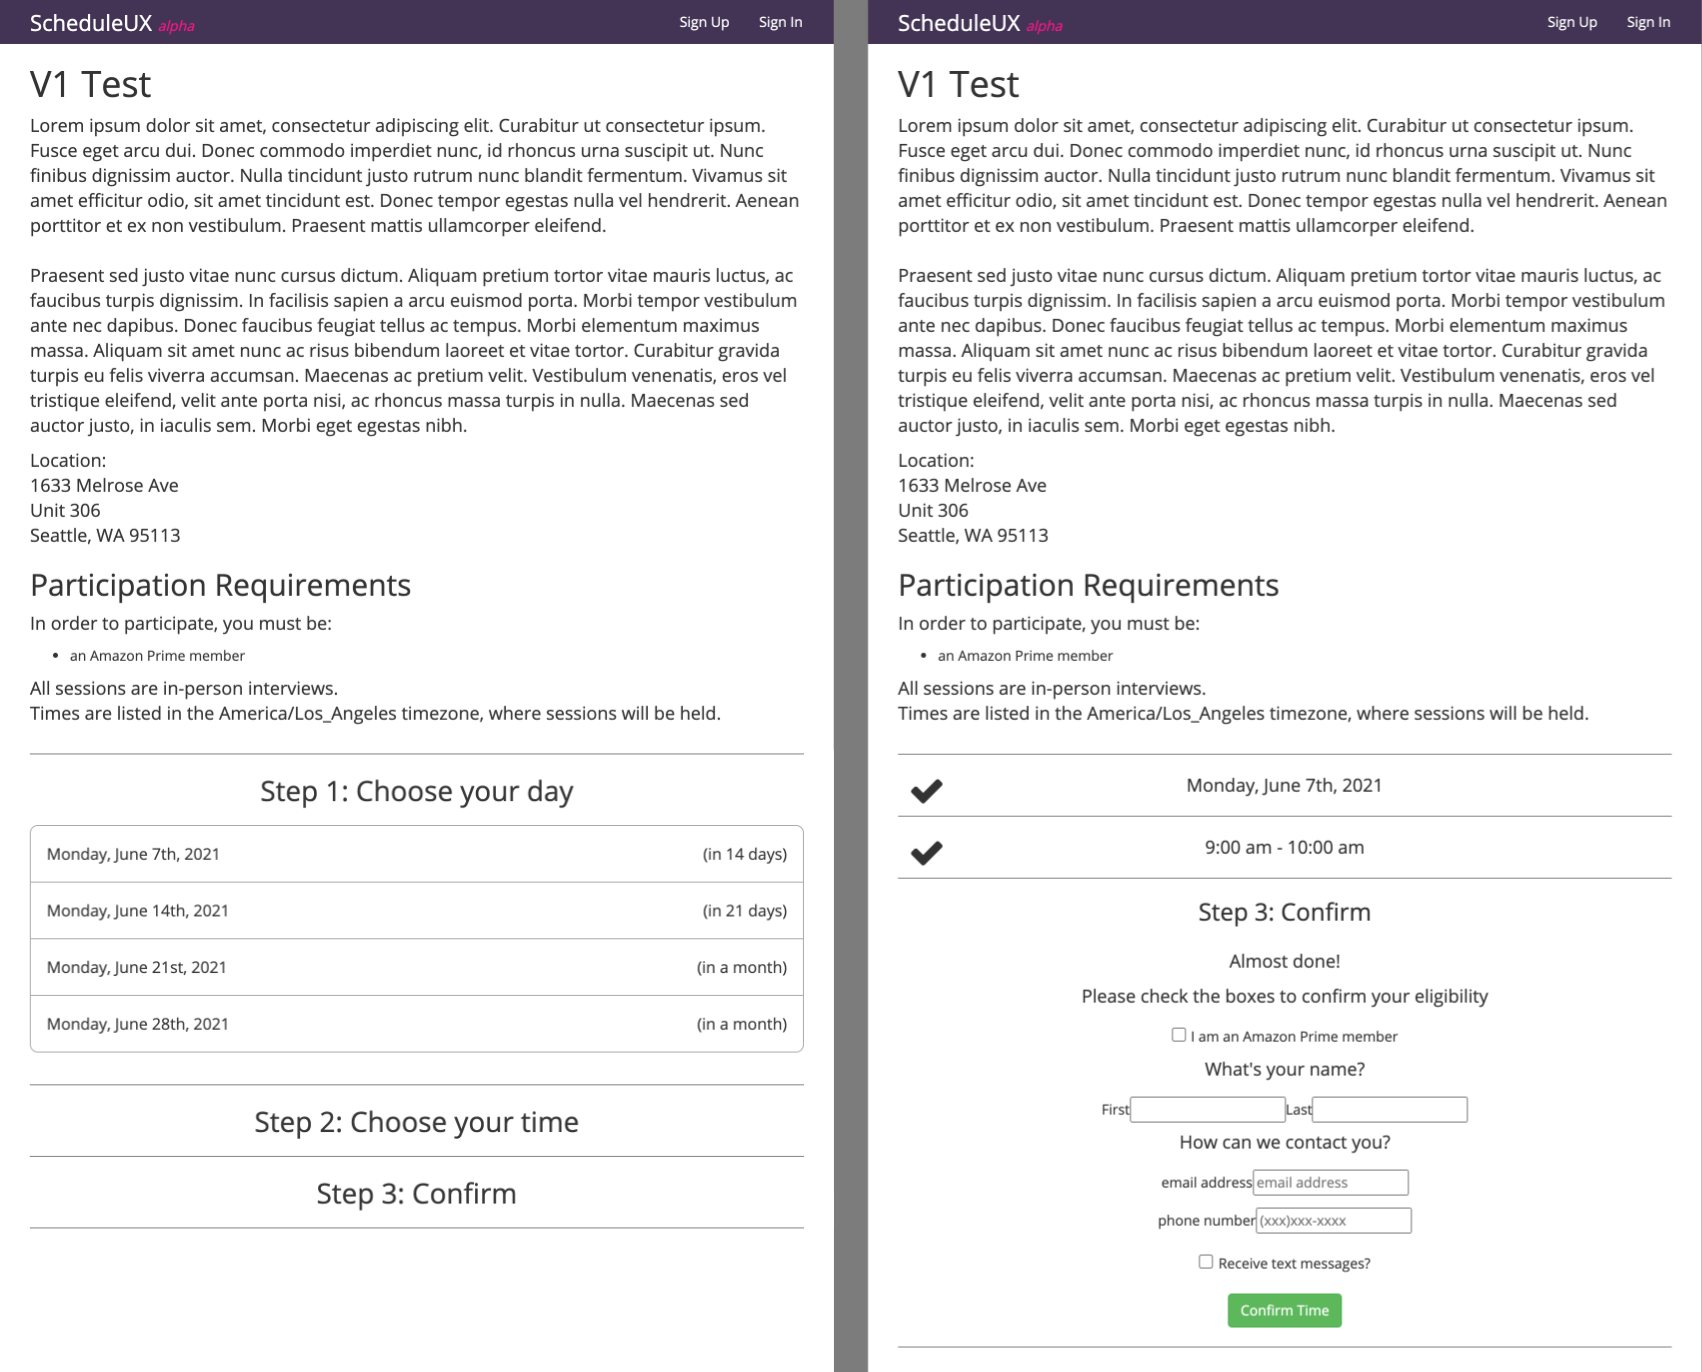 ScheduleUX alpha
Sign Up
Sign In
V1 Test
Lorem ipsum dolor sit amet, consectetur adipiscing elit. Curabitur ut consectetur ipsum.
Fusce eget arcu dui. Donec commodo imperdiet nunc, id rhoncus urna suscipit ut. Nunc
finibus dignissim auctor. Nulla tincidunt justo rutrum nunc blandit fermentum. Vivamus sit
amet efficitur odio, sit amet tincidunt est. Donec tempor egestas nulla vel hendrerit. Aenean
porttitor et ex non vestibulum. Praesent mattis ullamcorper eleifend.
Praesent sed justo vitae nunc cursus dictum. Aliquam pretium tortor vitae mauris luctus, ac
faucibus turpis dignissim. In facilisis sapien a arcu euismod porta. Morbi tempor vestibulum
ante nec dapibus. Donec faucibus feugiat tellus ac tempus. Morbi elementum maximus
massa. Aliquam sit amet nunc ac risus bibendum laoreet et vitae tortor. Curabitur gravida
turpis eu felis viverra accumsan. Maecenas ac pretium velit. Vestibulum venenatis, eros vel
tristique eleifend, velit ante porta nisi, ac rhoncus massa turpis in nulla. Maecenas sed
auctor justo, in iaculis sem. Morbi eget egestas nibh.
Location:
1633 Melrose Ave
Unit 306
Seattle, WA 95113
Participation Requirements
In order to participate, you must be:
• an Amazon Prime member
All sessions are in-person interviews.
Times are listed in the America/Los_Angeles timezone, where sessions will be held.
Step 1: Choose your day
Monday, June 7th, 2021 (in 14 days)
Monday, June 14th, 2021 (in 21 days)
Monday, June 21st, 2021 (in a month)
Monday, June 28th, 2021 (in a month)
Step 2: Choose your time
Step 3: Confirm
ScheduleUX alpha
Sign Up
Sign In
V1 Test
Lorem ipsum dolor sit amet, consectetur adipiscing elit. Curabitur ut consectetur ipsum.
Fusce eget arcu dui. Donec commodo imperdiet nunc, id rhoncus urna suscipit ut. Nunc
finibus dignissim auctor. Nulla tincidunt justo rutrum nunc blandit fermentum. Vivamus sit
amet efficitur odio, sit amet tincidunt est. Donec tempor egestas nulla vel hendrerit. Aenean
porttitor et ex non vestibulum. Praesent mattis ullamcorper eleifend.
Praesent sed justo vitae nunc cursus dictum. Aliquam pretium tortor vitae mauris luctus, ac
faucibus turpis dignissim. In facilisis sapien a arcu euismod porta. Morbi tempor vestibulum
ante nec dapibus. Donec faucibus feugiat tellus ac tempus. Morbi elementum maximus
massa. Aliquam sit amet nunc ac risus bibendum laoreet et vitae tortor. Curabitur gravida
turpis eu felis viverra accumsan. Maecenas ac pretium velit. Vestibulum venenatis, eros vel
tristique eleifend, velit ante porta nisi, ac rhoncus massa turpis in nulla. Maecenas sed
auctor justo, in iaculis sem. Morbi eget egestas nibh.
Location:
1633 Melrose Ave
Unit 306
Seattle, WA 95113
Participation Requirements
In order to participate, you must be:
• an Amazon Prime member
All sessions are in-person interviews.
Times are listed in the America/Los_Angeles timezone, where sessions will be held.
Monday, June 7th, 2021
9:00 am - 10:00 am
Step 3: Confirm
Almost done!
Please check the boxes to confirm your eligibility
I am an Amazon Prime member
What's your name?
First Last
How can we contact you?
email address email address
phone number (xxx)xxx-xxxx
Receive text messages?
Confirm Time